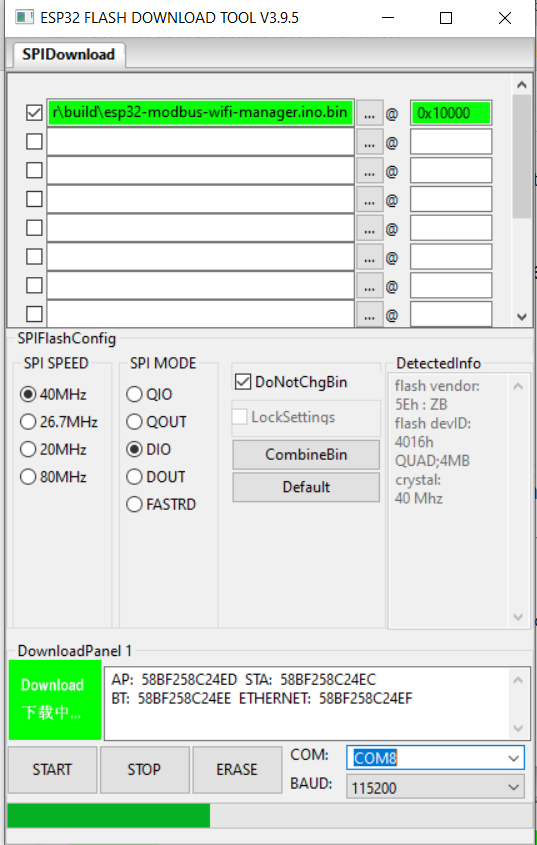 ESP32 FLASH DOWNLOAD TOOL V3.9.5
SPIDownload
r\build\esp32-modbus-wifi-manager.ino.bin ... @ 0x10000
... @
... @
... @
... @
... @
... @
... @
SPIFlashConfig
SPI SPEED
40MHz
26.7MHz
20MHz
80MHz
SPI MODE
QIO
QOUT
DIO
DOUT
FASTRD
DoNotChgBin
LockSettings
CombineBin
Default
DetectedInfo
flash vendor:
5Eh : ZB
flash devID:
4016h
QUAD;4MB
crystal:
40 Mhz
DownloadPanel 1
Download
下载中...
AP: 58BF258C24ED STA: 58BF258C24EC
BT: 58BF258C24EE ETHERNET: 58BF258C24EF
START
STOP
ERASE
COM: COM8
BAUD: 115200